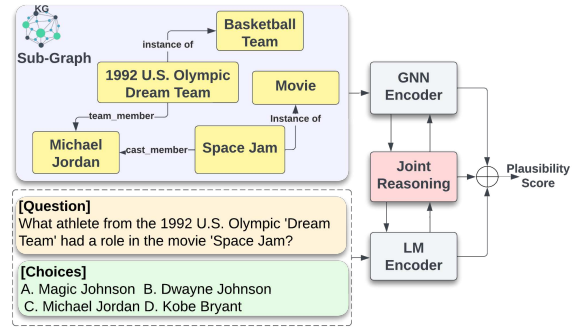 KG
Sub-Graph
Basketball
Team
instance of
1992 U.S. Olympic
Dream Team
Movie
team_member
Instance of
Michael
Jordan
cast_member
Space Jam
GNN
Encoder
Joint
Reasoning
Plausibility
Score
LM
Encoder
[Question]
What athlete from the 1992 U.S. Olympic 'Dream
Team' had a role in the movie 'Space Jam?
[Choices]
A. Magic Johnson B. Dwayne Johnson
C. Michael Jordan D. Kobe Bryant